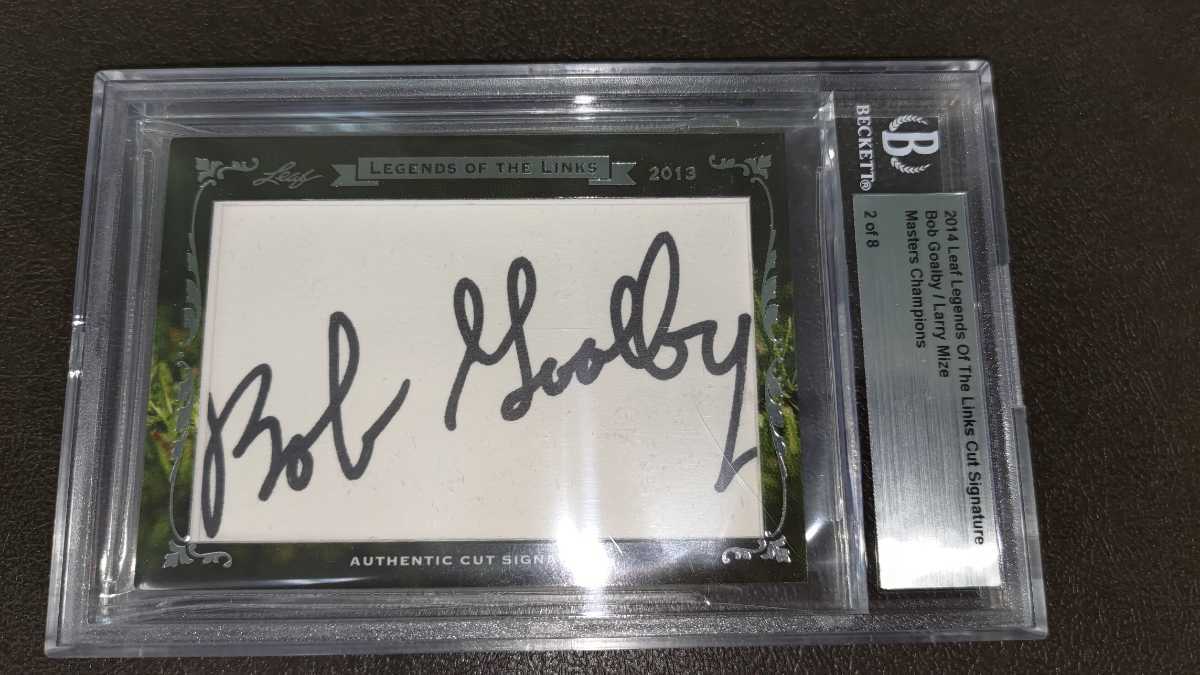 Leaf
LEGENDS OF THE LINKS
2013
Bob Goalby
AUTHENTIC CUT
B
BECKETT®
2014 Leaf Legends Of The Links Cut Signature
Bob Goalby / Larry Mize
Masters Champions
2 of 8